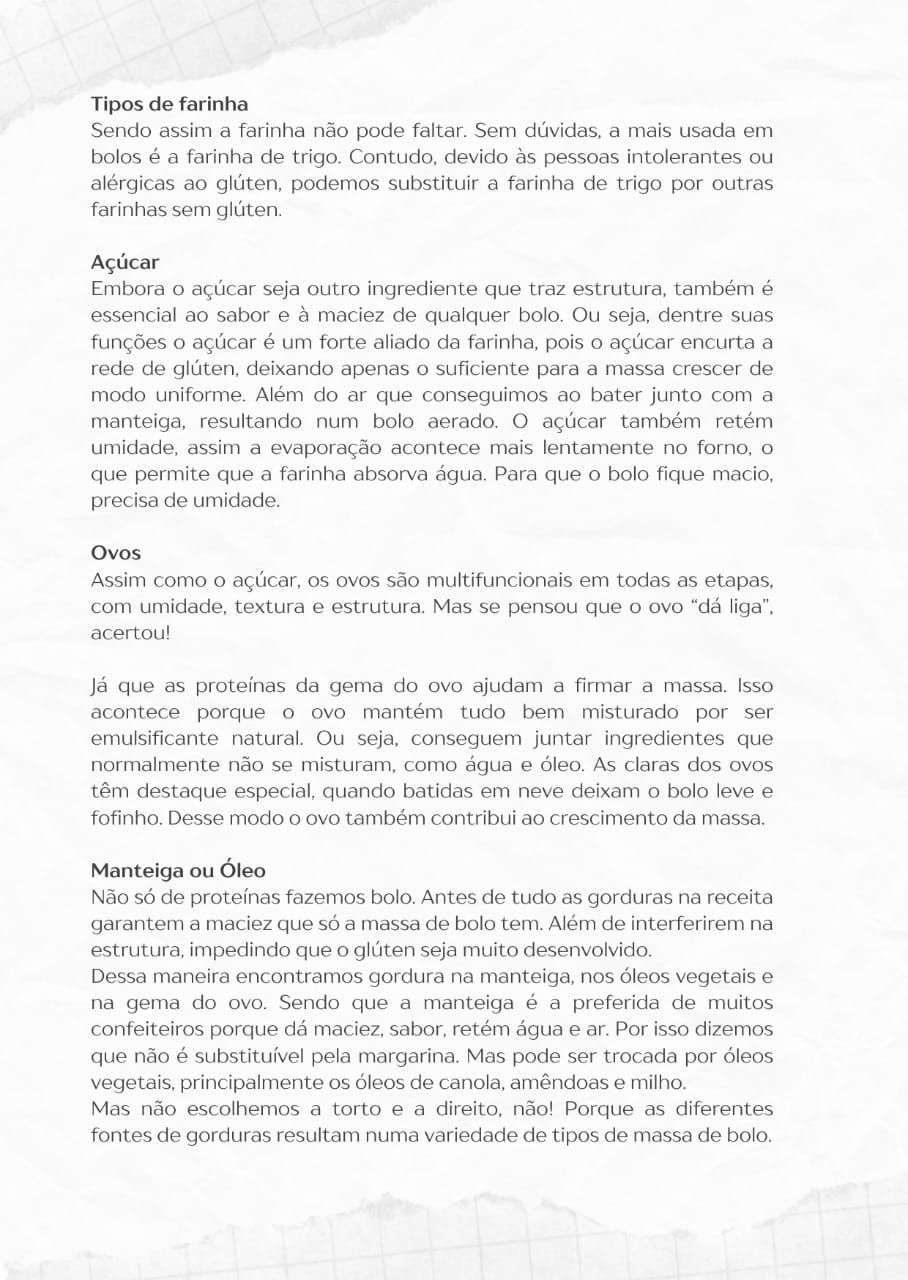 Tipos de farinha
Sendo assim a farinha não pode faltar. Sem dúvidas, a mais usada em
bolos é a farinha de trigo. Contudo, devido às pessoas intolerantes ou
alérgicas ao glúten, podemos substituir a farinha de trigo por outras
farinhas sem glúten.
Açúcar
Embora o açúcar seja outro ingrediente que traz estrutura, também é
essencial ao sabor e à maciez de qualquer bolo. Ou seja, dentre suas
funções o açúcar é um forte aliado da farinha, pois o açúcar encurta a
rede de glúten, deixando apenas o suficiente para a massa crescer de
modo uniforme. Além do ar que conseguimos ao bater junto com a
manteiga, resultando num bolo aerado. O açúcar também retém
umidade, assim a evaporação acontece mais lentamente no forno, o
que permite que a farinha absorva água. Para que o bolo fique macio,
precisa de umidade.
Ovos
Assim como o açúcar, os ovos são multifuncionais em todas as etapas,
com umidade, textura e estrutura. Mas se pensou que o ovo “dá liga”,
acertou!
Já que as proteínas da gema do ovo ajudam a firmar a massa. Isso
acontece porque o ovo mantém tudo bem misturado por ser
emulsificante natural. Ou seja, conseguem juntar ingredientes que
normalmente não se misturam, como água e óleo. As claras dos ovos
têm destaque especial, quando batidas em neve deixam o bolo leve e
fofinho. Desse modo o ovo também contribui ao crescimento da massa.
Manteiga ou Óleo
Não só de proteínas fazemos bolo. Antes de tudo as gorduras na receita
garantem a maciez que só a massa de bolo tem. Além de interferirem na
estrutura, impedindo que o glúten seja muito desenvolvido.
Dessa maneira encontramos gordura na manteiga, nos óleos vegetais e
na gema do ovo. Sendo que a manteiga é a preferida de muitos
confeiteiros porque dá maciez, sabor, retém água e ar. Por isso dizemos
que não é substituível pela margarina. Mas pode ser trocada por óleos
vegetais, principalmente os óleos de canola, amêndoas e milho.
Mas não escolhemos a torto e a direito, não! Porque as diferentes
fontes de gorduras resultam numa variedade de tipos de massa de bolo.